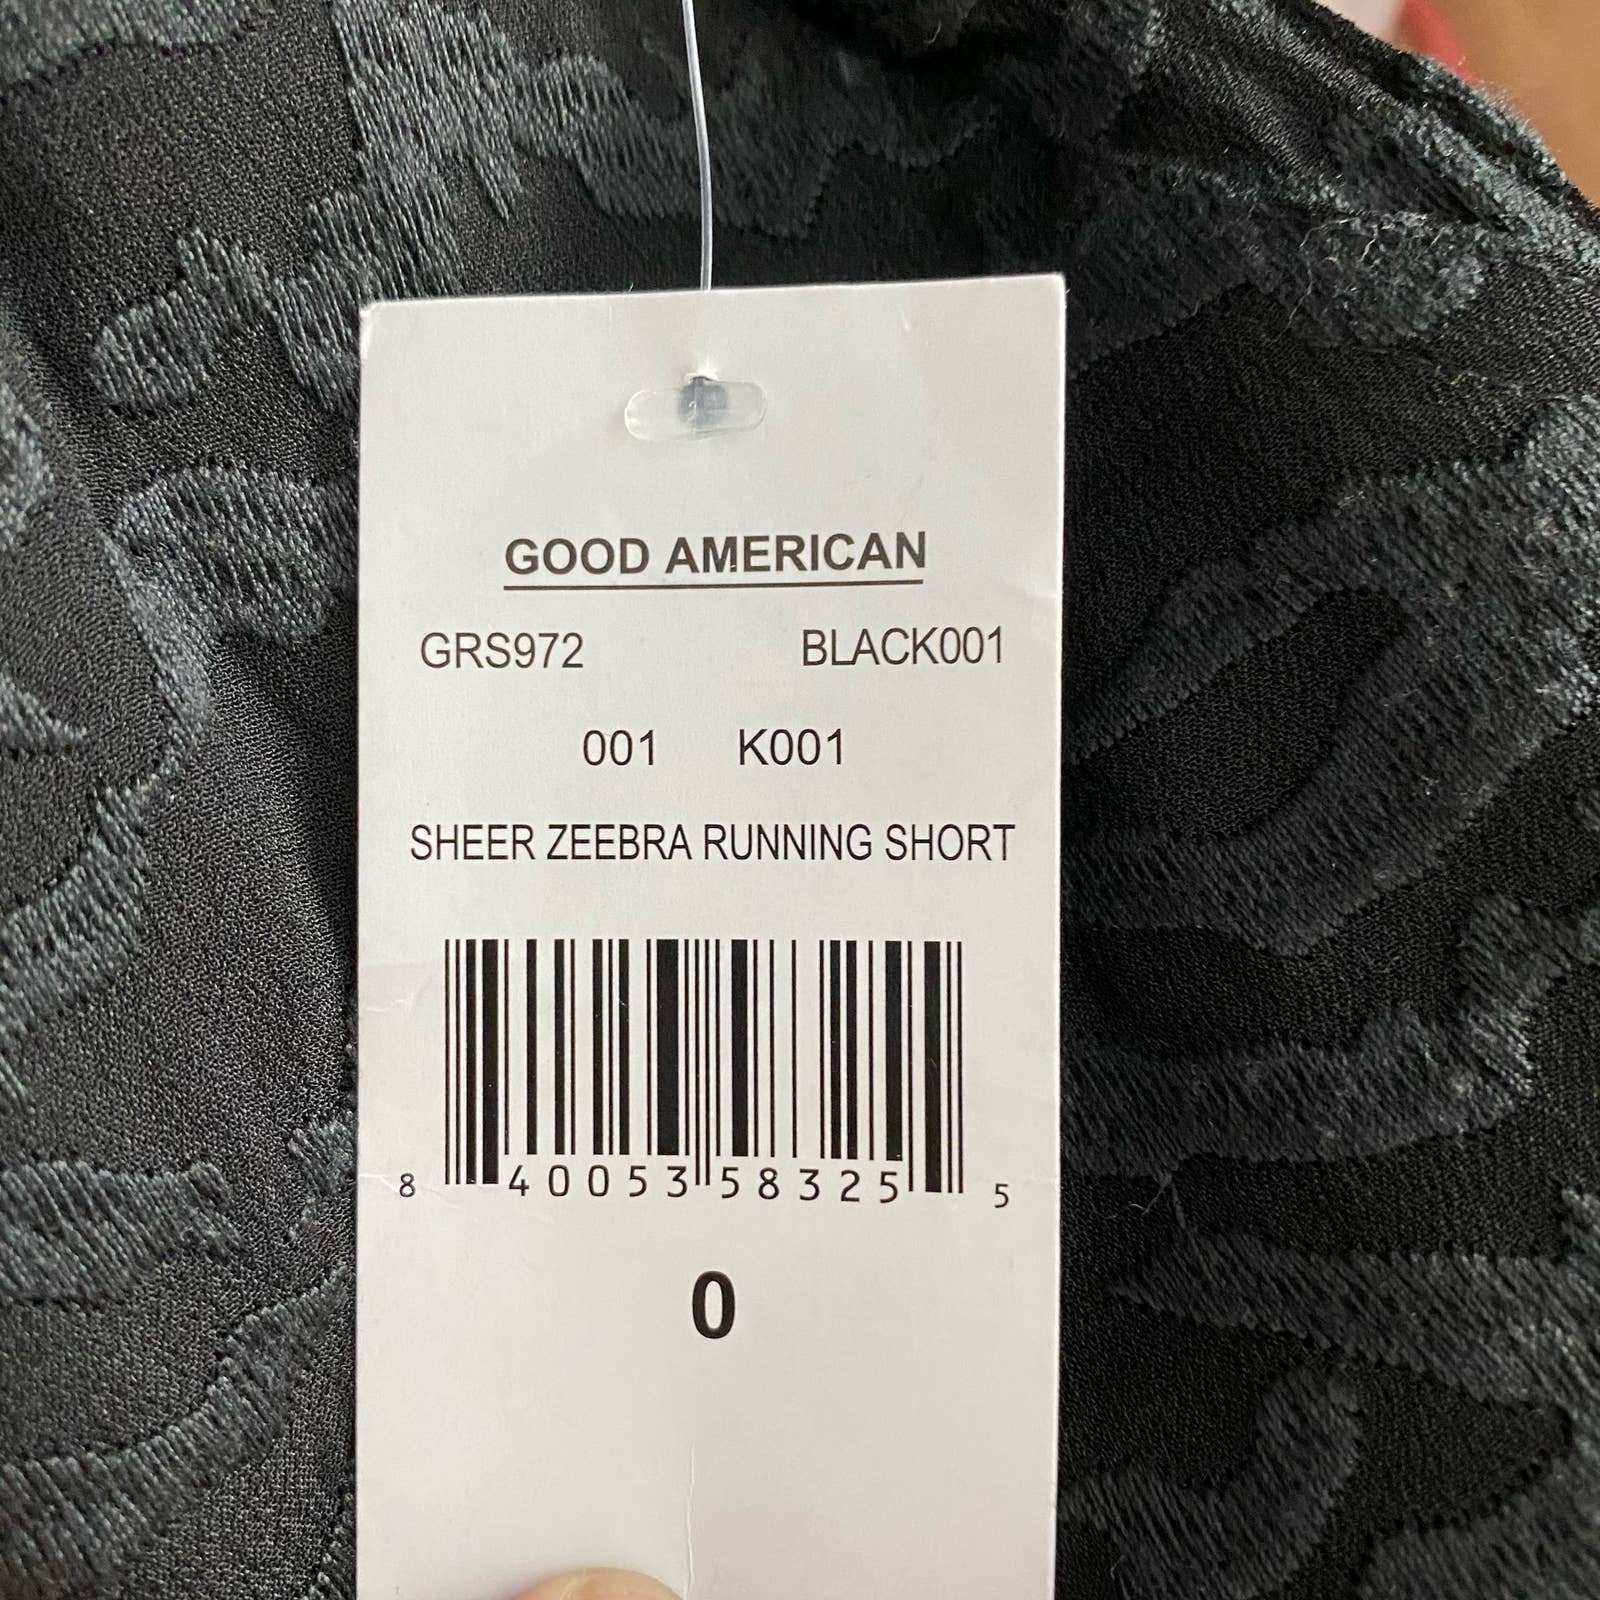 GOOD AMERICAN
GRS972 BLACK001
001 K001
SHEER ZEEBRA RUNNING SHORT
8 40053 58325 5
0